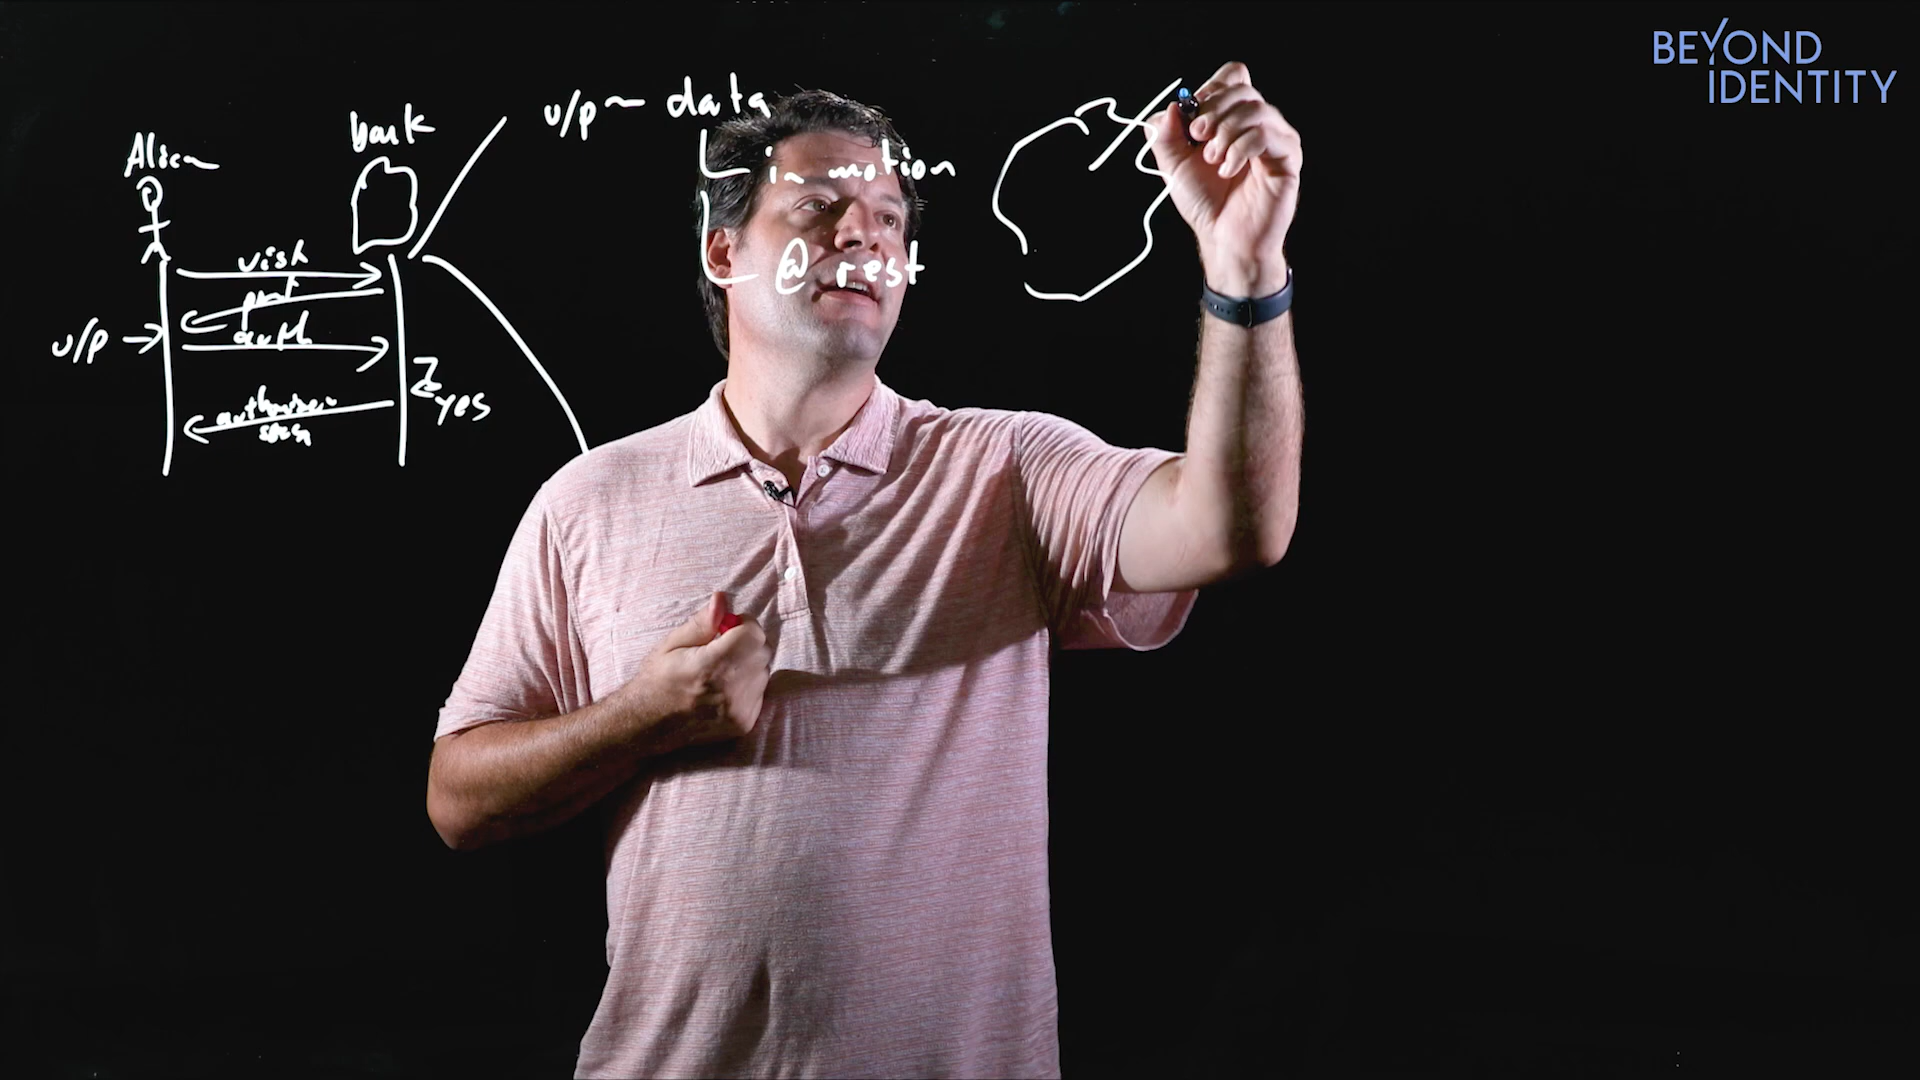 BEYOND
IDENTITY
u/p ~ data
in motion
@ rest
Alice
bank
visit
auth
u/p →
yes